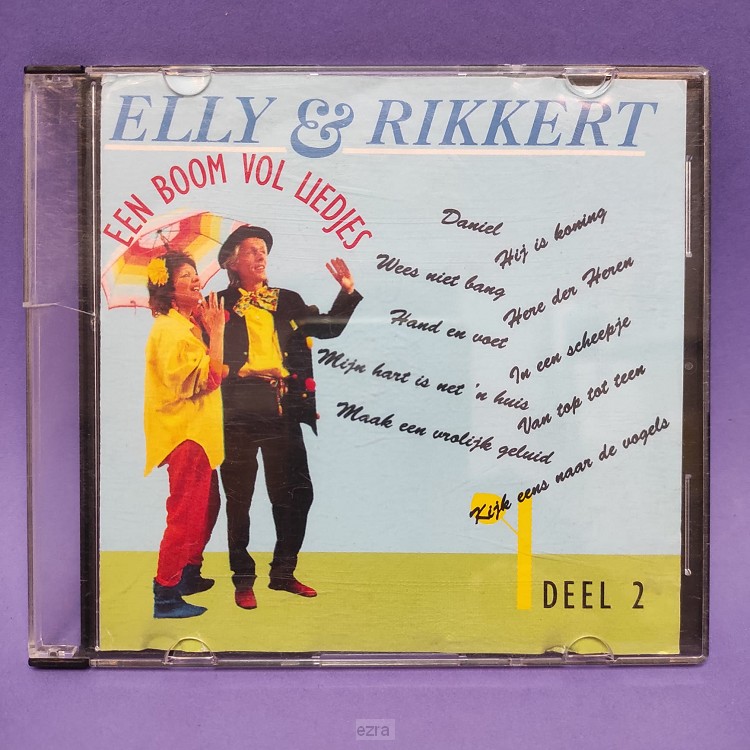 ELLY & RIKKERT
EEN BOOM VOL LIEDJES
Daniel
Hij is koning
Wees niet bang
Here der Heren
Hand en voet
In een scheepje
Mijn hart is net 'n huis
Van top tot teen
Maak een vrolijk geluid
Kijk eens naar de vogels
DEEL 2
ezra